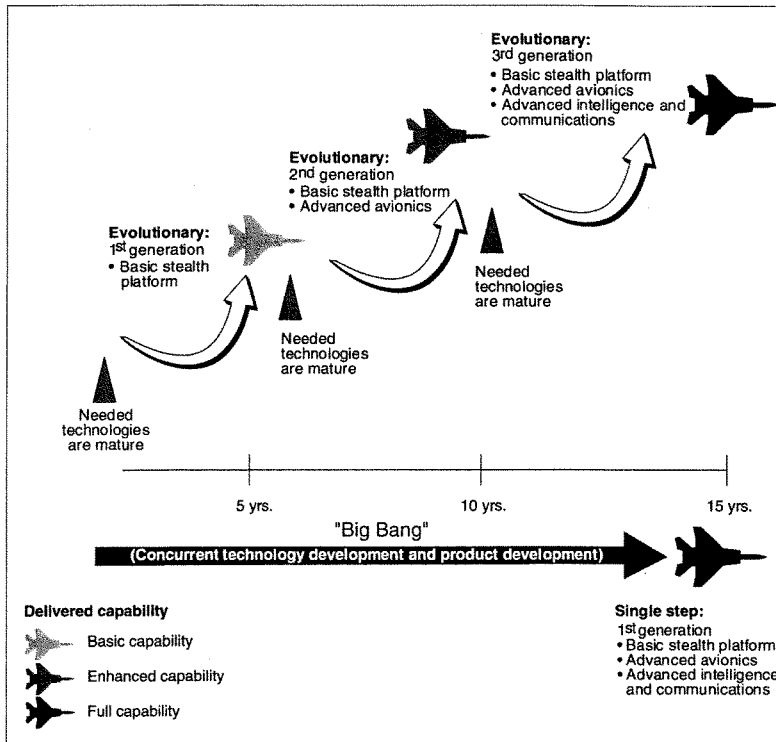 Evolutionary:
3rd generation
• Basic stealth platform
• Advanced avionics
• Advanced intelligence and
communications
Evolutionary:
2nd generation
• Basic stealth platform
• Advanced avionics
Evolutionary:
1st generation
• Basic stealth
platform
Needed
technologies
are mature
Needed
technologies
are mature
Needed
technologies
are mature
5 yrs.
10 yrs.
15 yrs.
"Big Bang"
(Concurrent technology development and product development)
Delivered capability
Basic capability
Enhanced capability
Full capability
Single step:
1st generation
• Basic stealth platform
• Advanced avionics
• Advanced intelligence
and communications